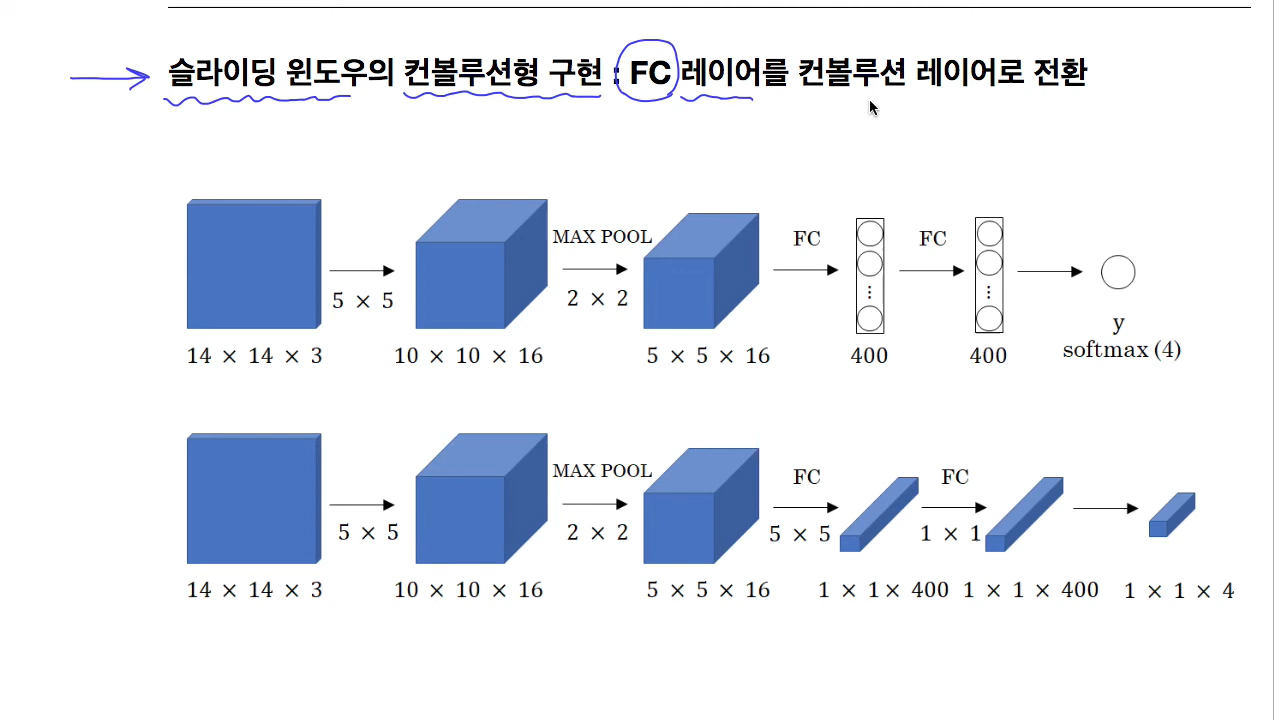 슬라이딩 윈도우의 컨볼루션형 구현 : FC 레이어를 컨볼루션 레이어로 전환
MAX POOL FC FC
5 × 5 2 × 2
y
14 × 14 × 3 10 × 10 × 16 5 × 5 × 16 400 400 softmax (4)
MAX POOL FC FC
5 × 5 2 × 2 5 × 5 1 × 1
14 × 14 × 3 10 × 10 × 16 5 × 5 × 16 1 × 1 × 400 1 × 1 × 400 1 × 1 × 4